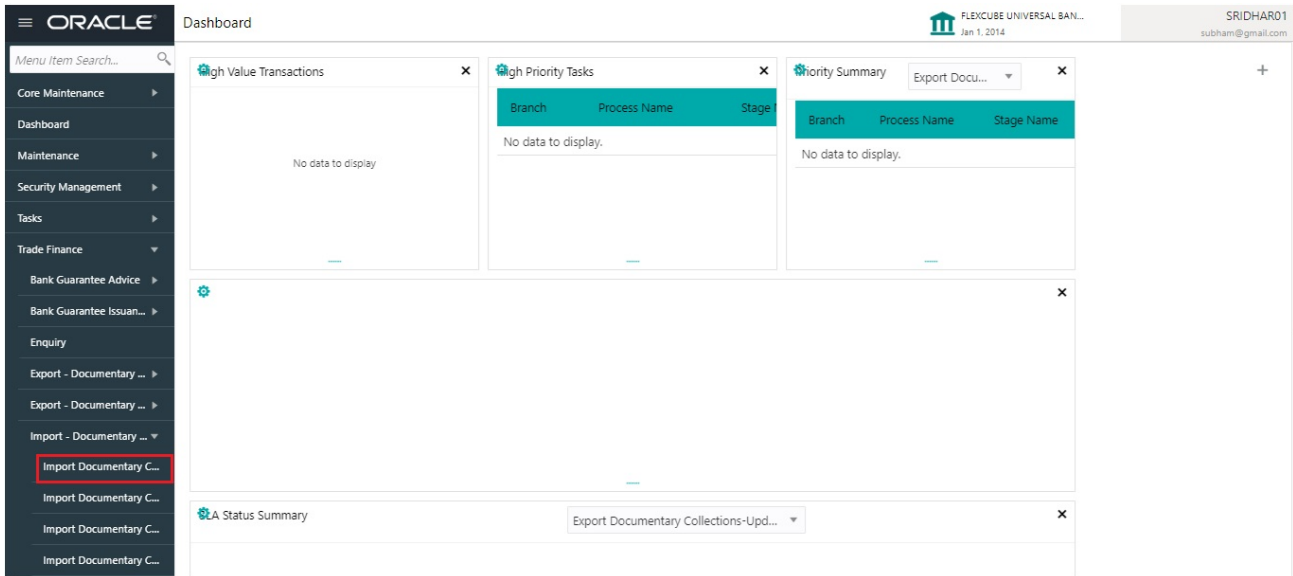 ORACLE
Dashboard
FLEXCUBE UNIVERSAL BAN...
Jan 1, 2014
SRIDHAR01
subham@gmail.com
Menu Item Search...
Core Maintenance
Dashboard
Maintenance
Security Management
Tasks
Trade Finance
Bank Guarantee Advice
Bank Guarantee Issuan...
Enquiry
Export - Documentary ...
Export - Documentary ...
Import - Documentary ...
Import Documentary C...
Import Documentary C...
Import Documentary C...
Import Documentary C...
High Value Transactions
No data to display
High Priority Tasks
Branch Process Name Stage
No data to display.
Priority Summary Export Docu...
Branch Process Name Stage Name
No data to display.
SLA Status Summary Export Documentary Collections-Upd...